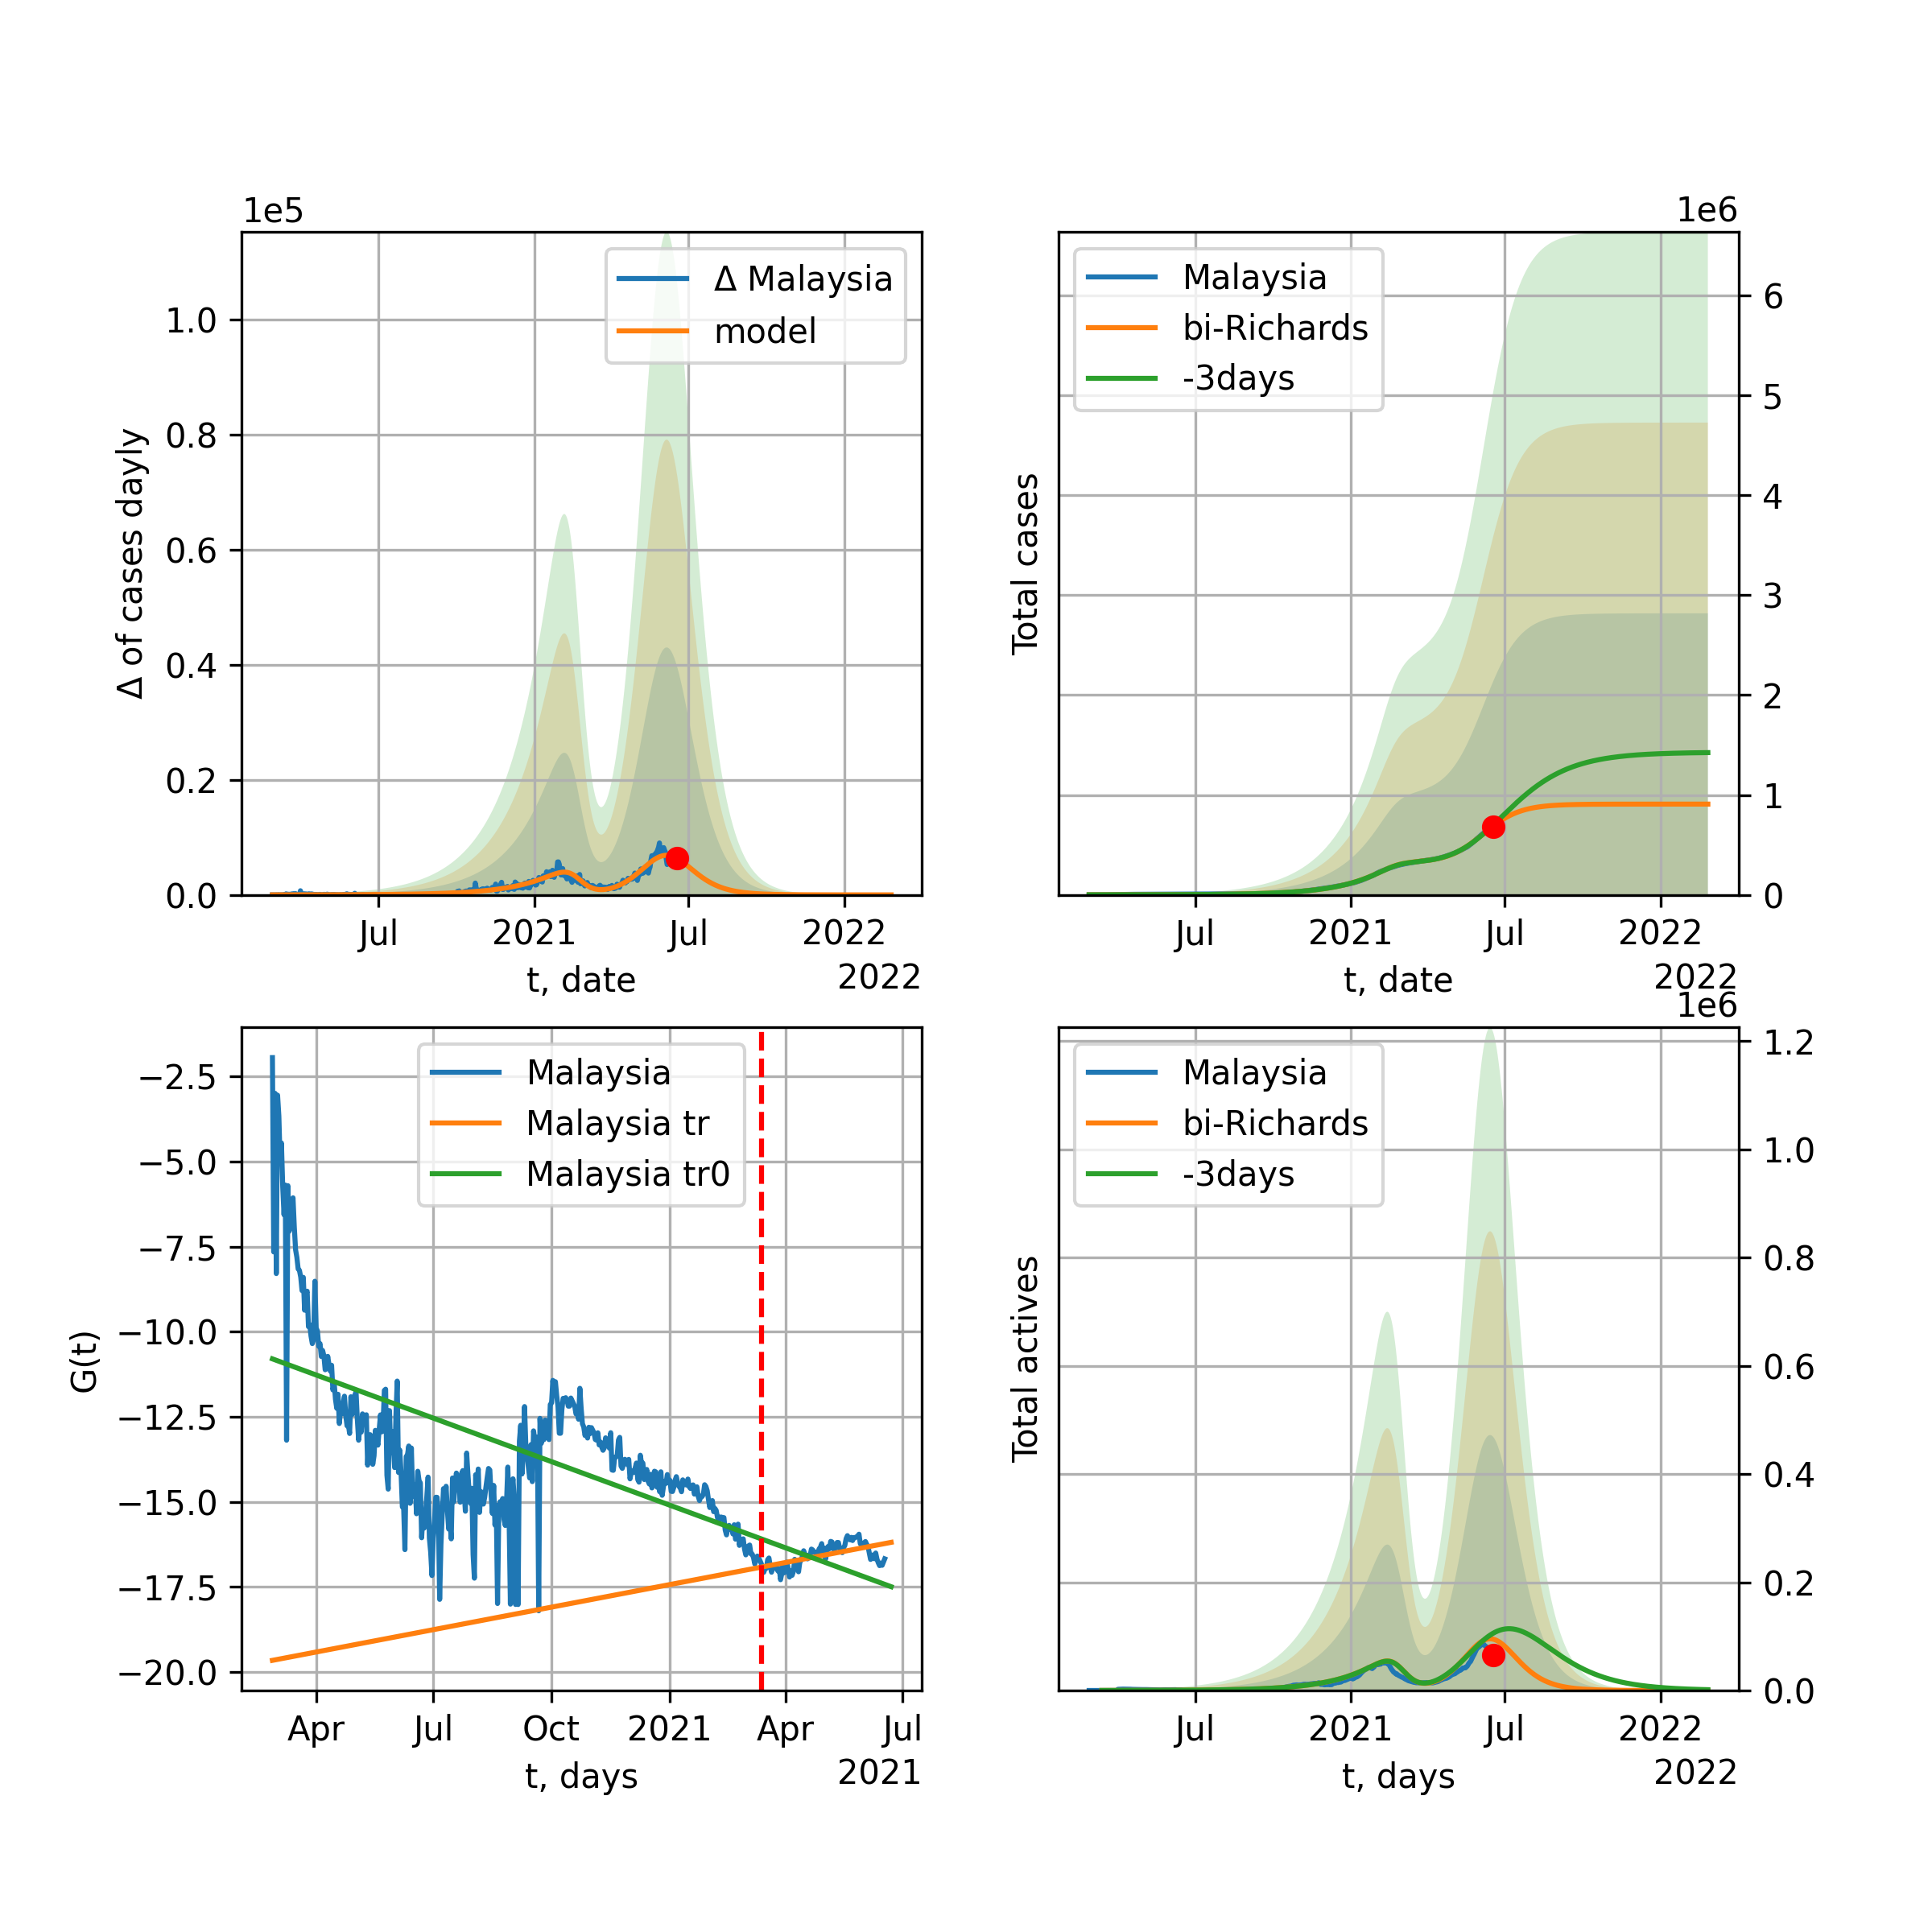 1e5
Δ Malaysia
model
1.0
0.8
0.6
0.4
0.2
0.0
Δ of cases dayly
Jul
2021
Jul
2022
t, date
2022
1e6
Malaysia
bi-Richards
-3days
6
5
4
3
2
1
0
Total cases
Jul
2021
Jul
2022
t, date
2022
Malaysia
Malaysia tr
Malaysia tr0
−2.5
−5.0
−7.5
−10.0
−12.5
−15.0
−17.5
−20.0
G(t)
Apr
Jul
Oct
2021
Apr
Jul
t, days
2021
1e6
Malaysia
bi-Richards
-3days
1.2
1.0
0.8
0.6
0.4
0.2
0.0
Total actives
Jul
2021
Jul
2022
t, days
2022